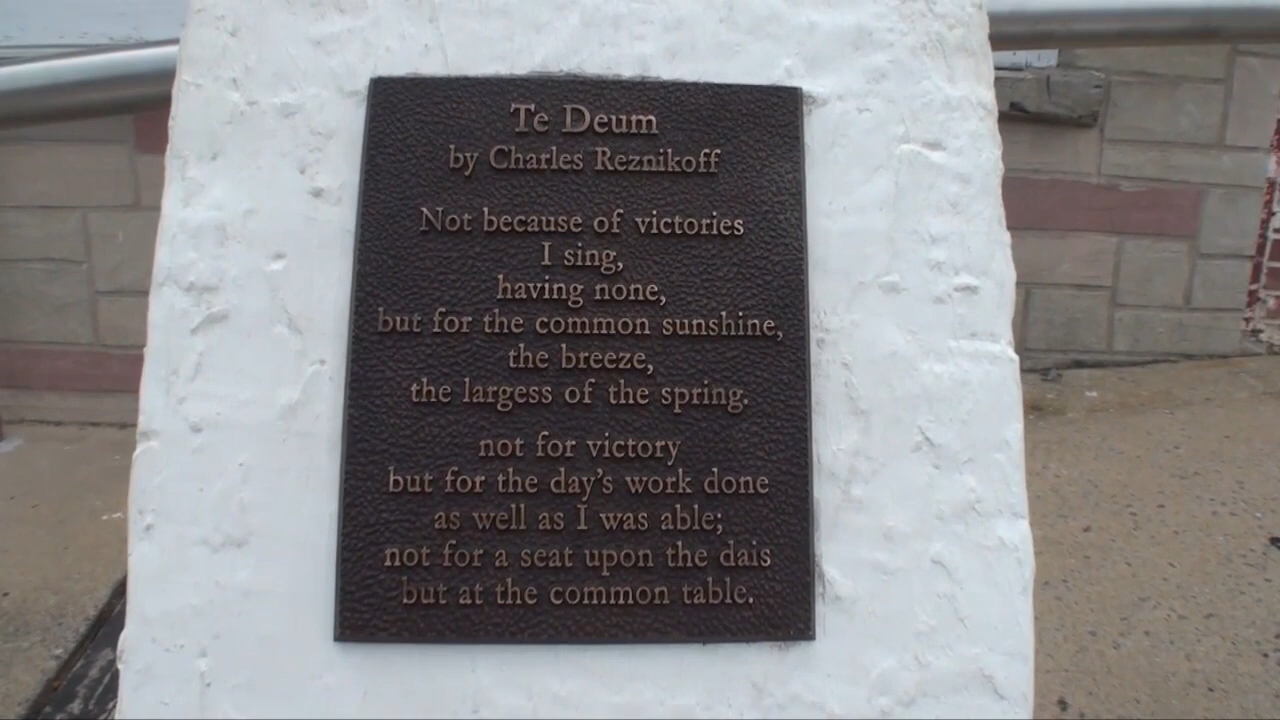 Te Deum
by Charles Reznikoff
Not because of victories
I sing,
having none,
but for the common sunshine,
the breeze,
the largess of the spring.
not for victory
but for the day's work done
as well as I was able;
not for a seat upon the dais
but at the common table.